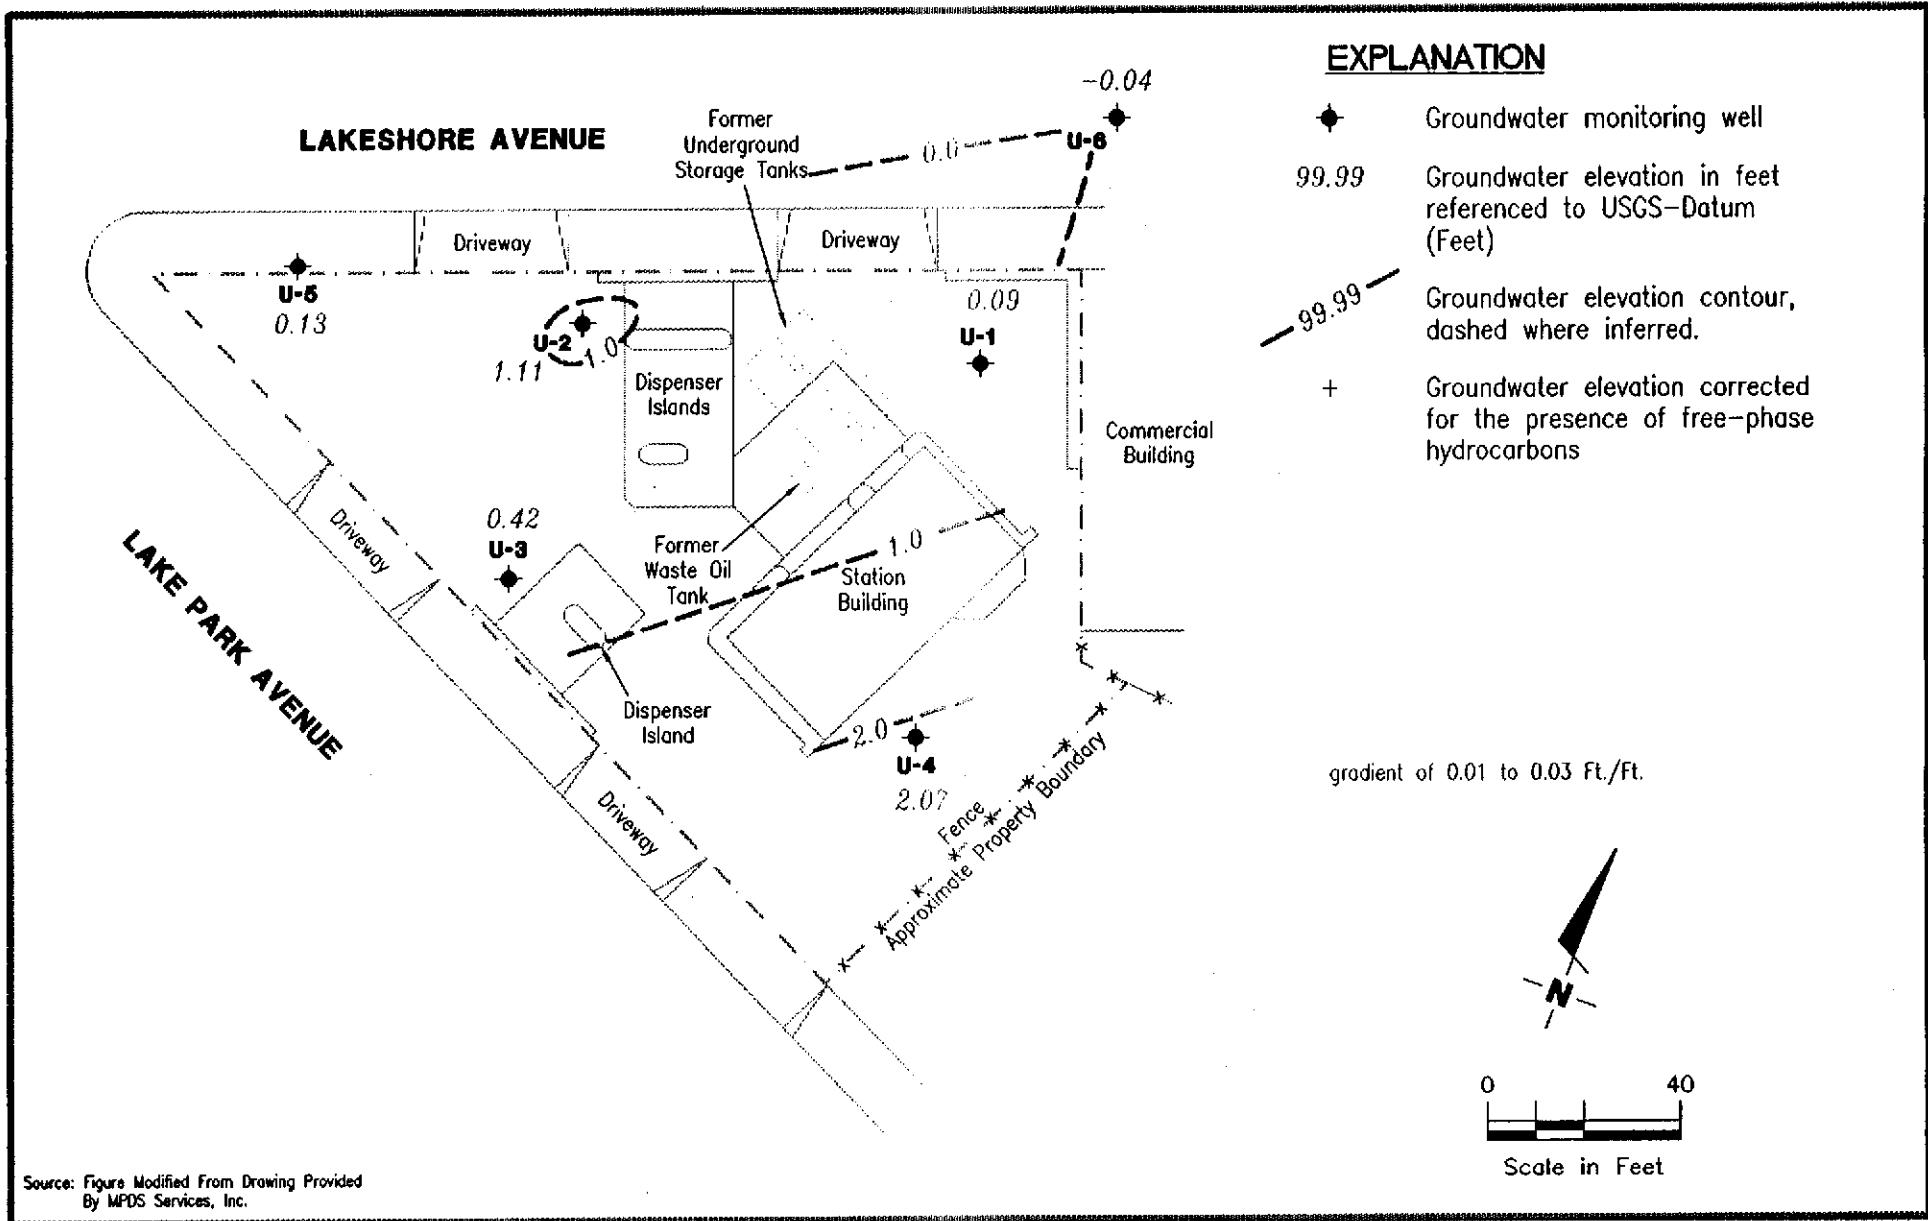 EXPLANATION
Groundwater monitoring well
99.99
Groundwater elevation in feet
referenced to USGS-Datum
(Feet)
99.99
Groundwater elevation contour,
dashed where inferred.
+
Groundwater elevation corrected
for the presence of free-phase
hydrocarbons
-0.04
U-6
0.0
LAKESHORE AVENUE
Former
Underground
Storage Tanks
Driveway
Driveway
U-5
0.13
U-2
1.11
1.0
0.09
U-1
Dispenser
Islands
Commercial
Building
0.42
U-3
Driveway
LAKE PARK AVENUE
Former
Waste Oil
Tank
1.0
Station
Building
Dispenser
Island
2.0
U-4
2.07
Driveway
Fence
Approximate Property Boundary
gradient of 0.01 to 0.03 Ft./Ft.
N
0 40
Scale in Feet
Source: Figure Modified From Drawing Provided
By MPDS Services, Inc.